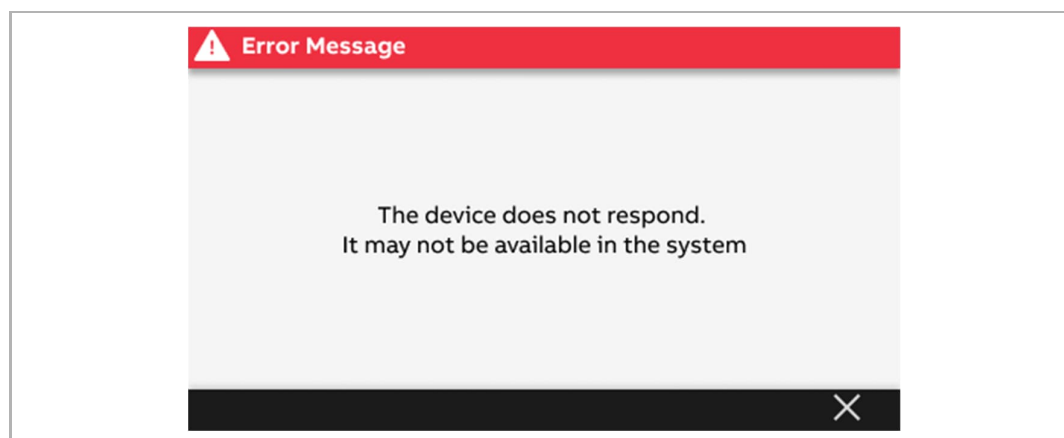 Error Message
The device does not respond.
It may not be available in the system